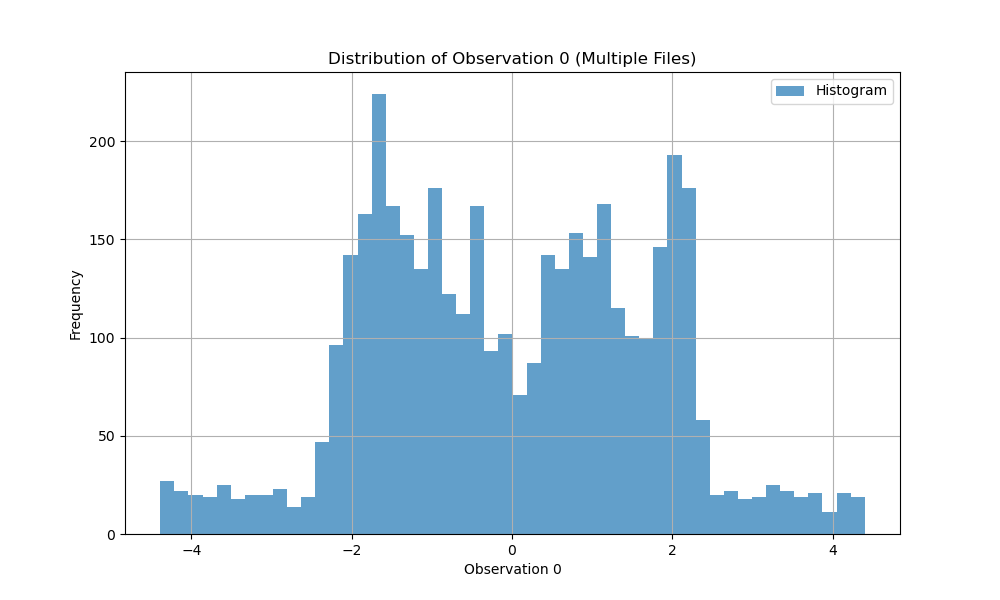 Distribution of Observation 0 (Multiple Files)
Histogram
Frequency
200
150
100
50
0
−4
−2
0
2
4
Observation 0